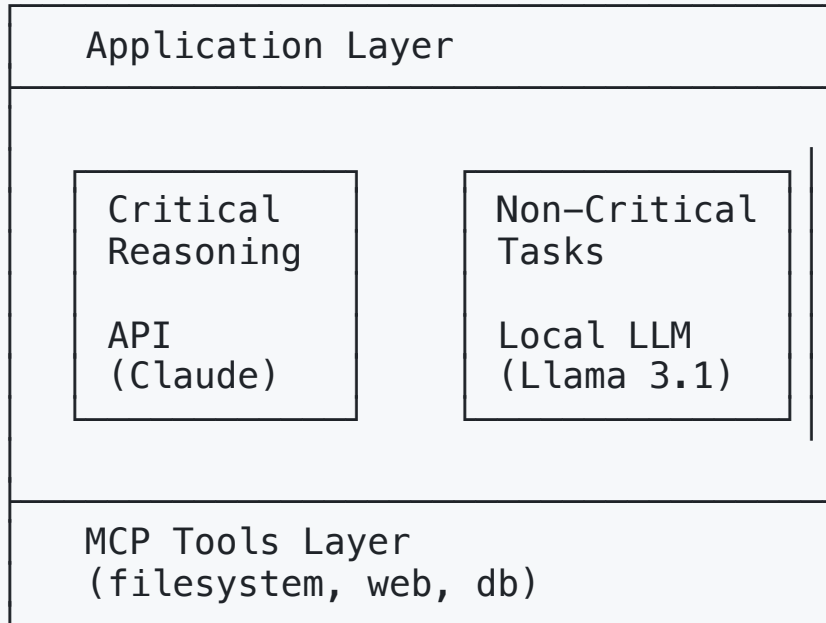 Application Layer
Critical
Reasoning
API
(Claude)
Non-Critical
Tasks
Local LLM
(Llama 3.1)
MCP Tools Layer
(filesystem, web, db)